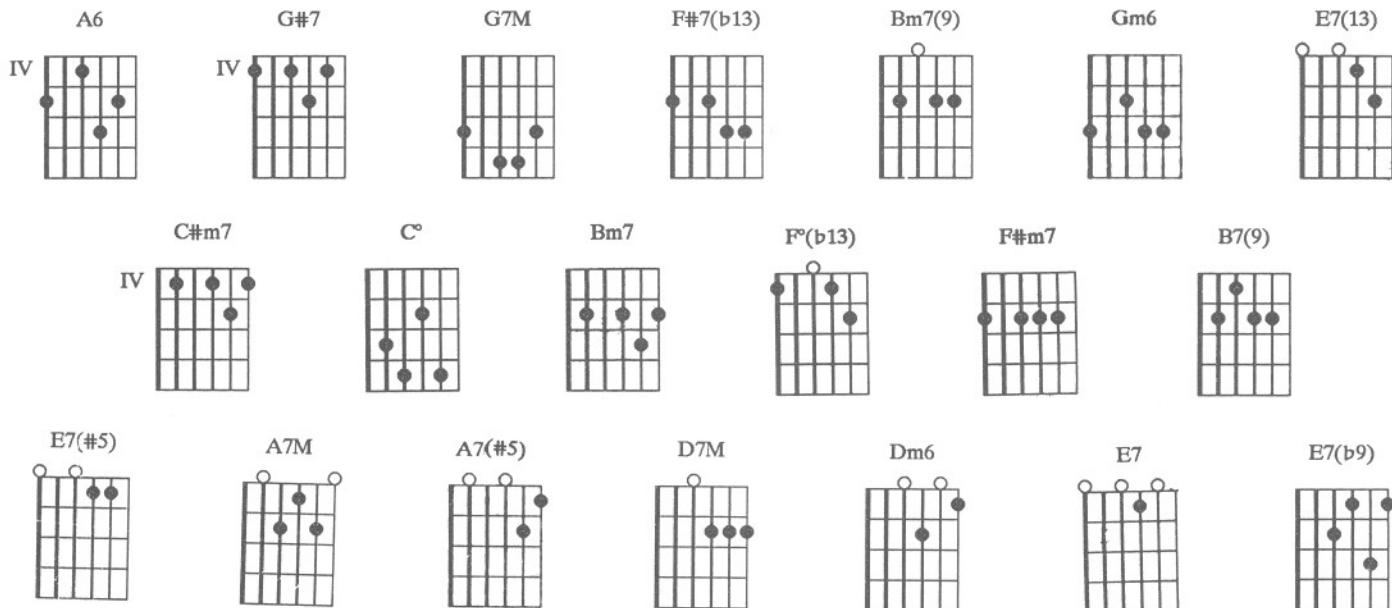 A6 G#7 G7M F#7(b13) Bm7(9) Gm6 E7(13)
IV IV
C#m7 C° Bm7 F°(b13) F#m7 B7(9)
IV
E7(#5) A7M A7(#5) D7M Dm6 E7 E7(b9)